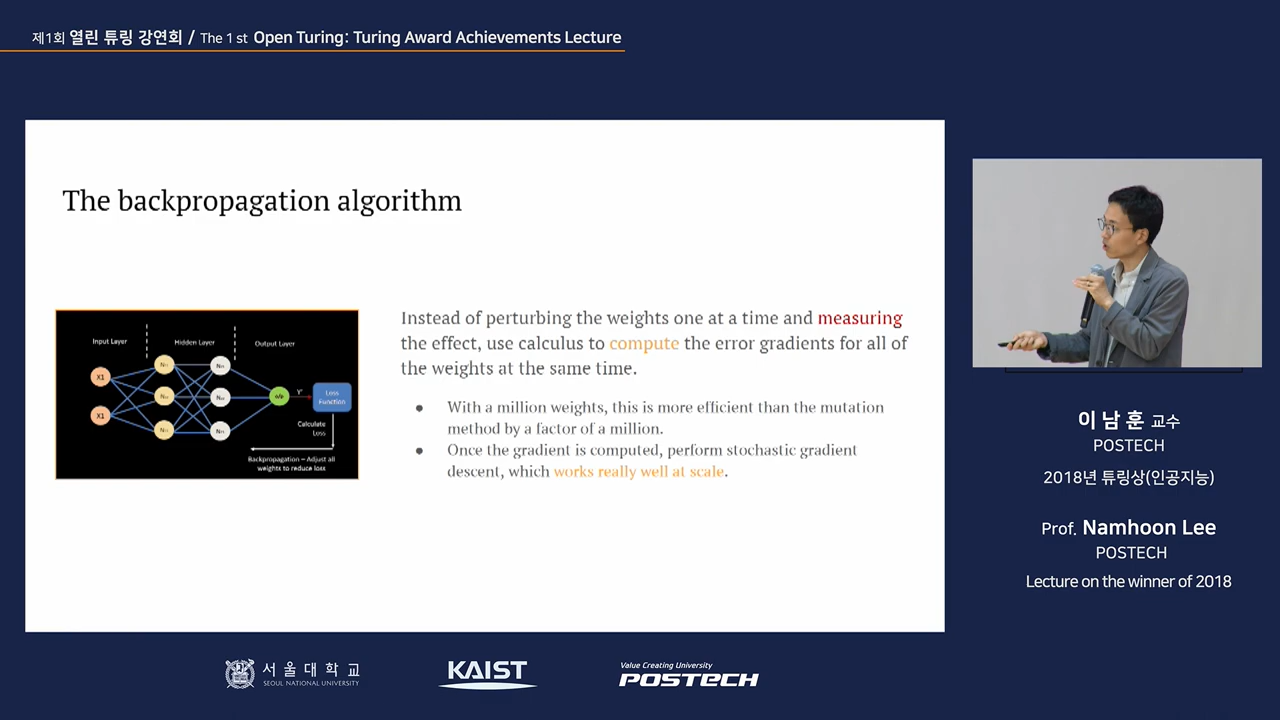 제1회 열린 튜링 강연회 / The 1 st Open Turing: Turing Award Achievements Lecture
The backpropagation algorithm
Input Layer
Hidden Layer
Output Layer
X1
X1
Y'
Loss
Function
Calculate
Loss
Backpropagation – Adjust all
weights to reduce loss
Instead of perturbing the weights one at a time and measuring
the effect, use calculus to compute the error gradients for all of
the weights at the same time.
● With a million weights, this is more efficient than the mutation
method by a factor of a million.
● Once the gradient is computed, perform stochastic gradient
descent, which works really well at scale.
이 남 훈 교수
POSTECH
2018년 튜링상(인공지능)
Prof. Namhoon Lee
POSTECH
Lecture on the winner of 2018
서울대학교
SEOUL NATIONAL UNIVERSITY
KAIST
Value Creating University
POSTECH